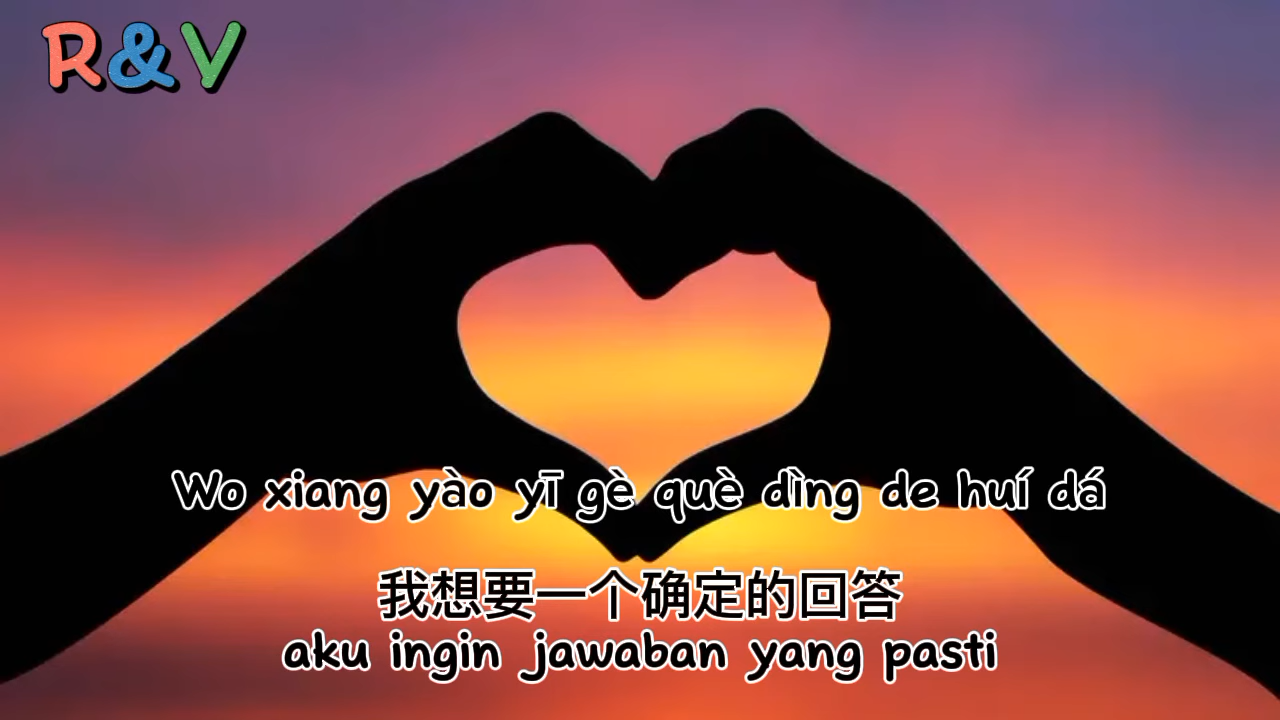 R&V
Wo xiang yào yī gè què dìng de huí dá
我想要一个确定的回答
aku ingin jawaban yang pasti